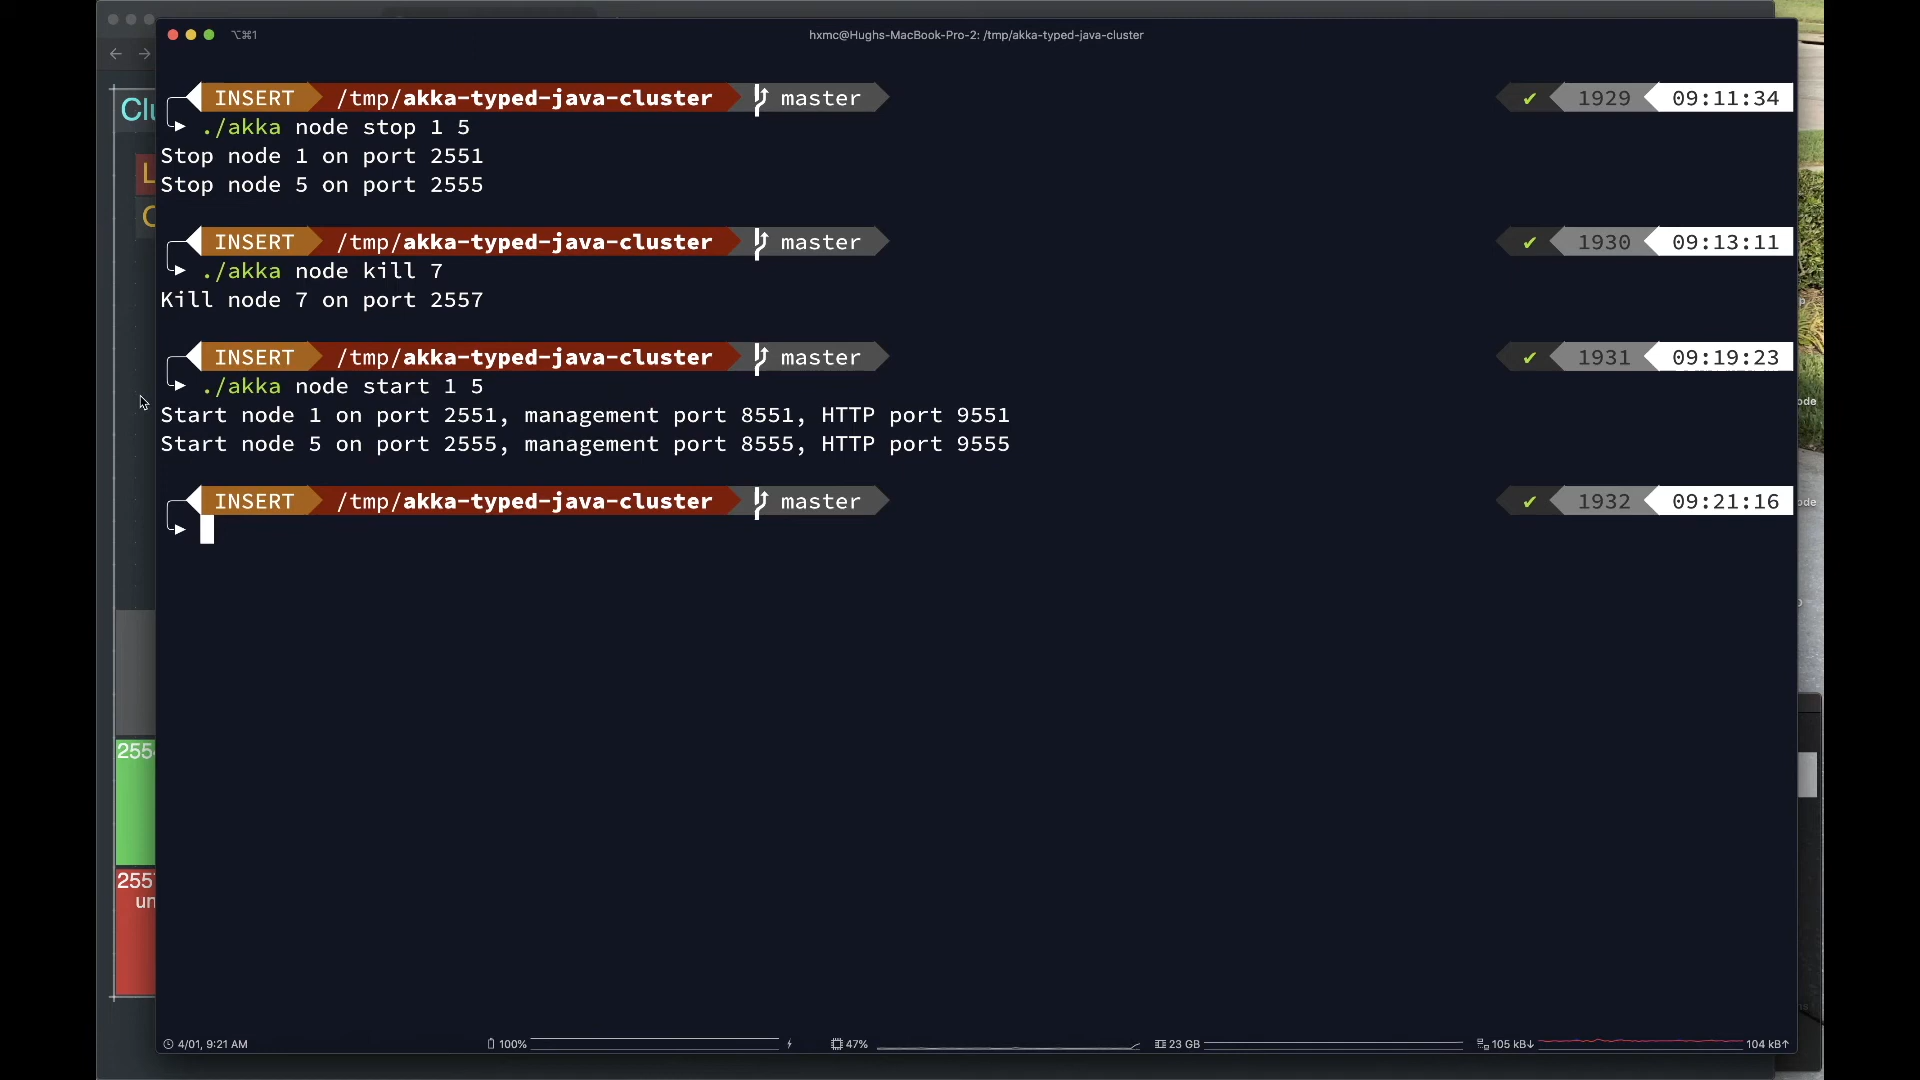 ⌥⌘1
hxmc@Hughs-MacBook-Pro-2: /tmp/akka-typed-java-cluster
INSERT /tmp/akka-typed-java-cluster master ✔ 1929 09:11:34
./akka node stop 1 5
Stop node 1 on port 2551
Stop node 5 on port 2555
INSERT /tmp/akka-typed-java-cluster master ✔ 1930 09:13:11
./akka node kill 7
Kill node 7 on port 2557
INSERT /tmp/akka-typed-java-cluster master ✔ 1931 09:19:23
./akka node start 1 5
Start node 1 on port 2551, management port 8551, HTTP port 9551
Start node 5 on port 2555, management port 8555, HTTP port 9555
INSERT /tmp/akka-typed-java-cluster master ✔ 1932 09:21:16
4/01, 9:21 AM 100% 47% 23 GB 105 kB↓ 104 kB↑